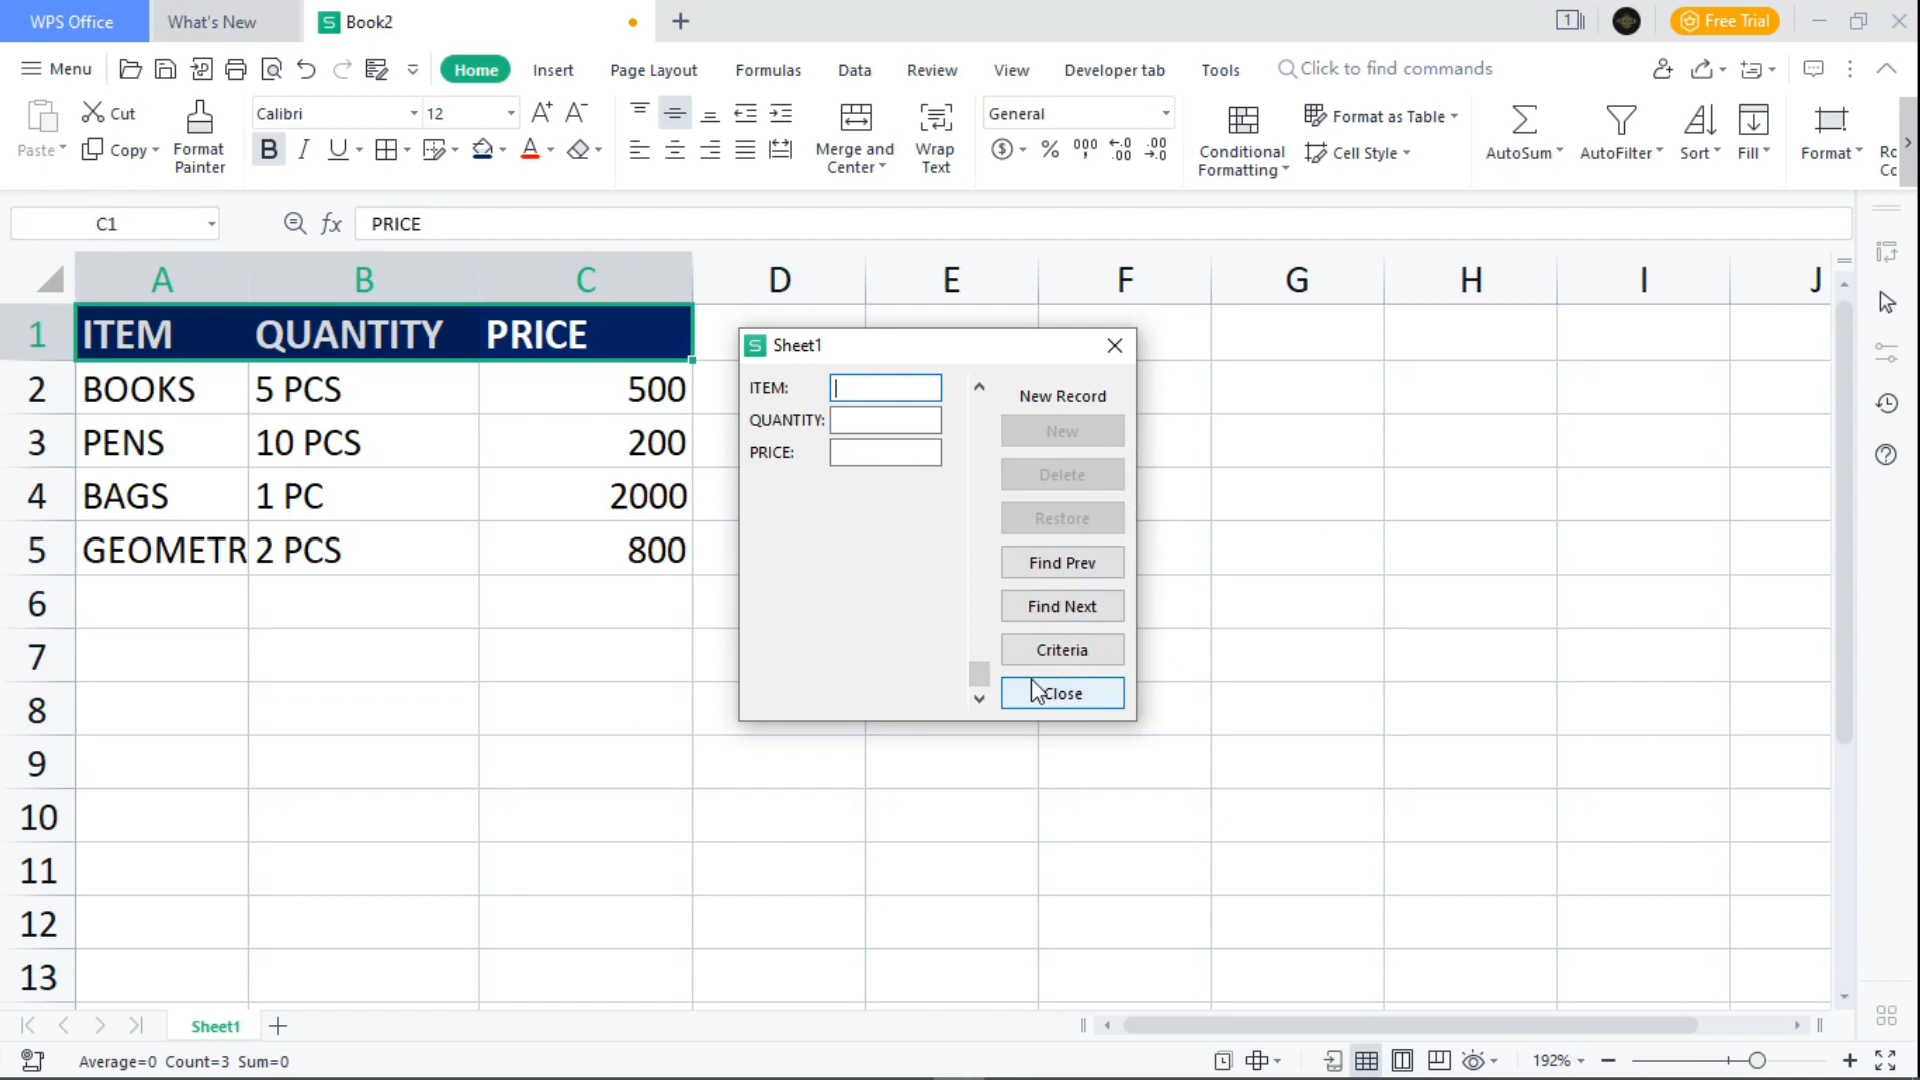 WPS Office What's New Book2 Free Trial
Menu Home Insert Page Layout Formulas Data Review View Developer tab Tools Click to find commands
Paste Cut Copy Format Painter
Calibri 12
General
Merge and Center Wrap Text
Conditional Formatting Format as Table Cell Style
AutoSum AutoFilter Sort Fill Format Rc Cc
C1 fx PRICE
A B C D E F G H I J
1 ITEM QUANTITY PRICE
2 BOOKS 5 PCS 500
3 PENS 10 PCS 200
4 BAGS 1 PC 2000
5 GEOMETR 2 PCS 800
6
7
8
9
10
11
12
13
Sheet1
ITEM:
QUANTITY:
PRICE:
New Record
New
Delete
Restore
Find Prev
Find Next
Criteria
Close
Sheet1
Average=0 Count=3 Sum=0
192%